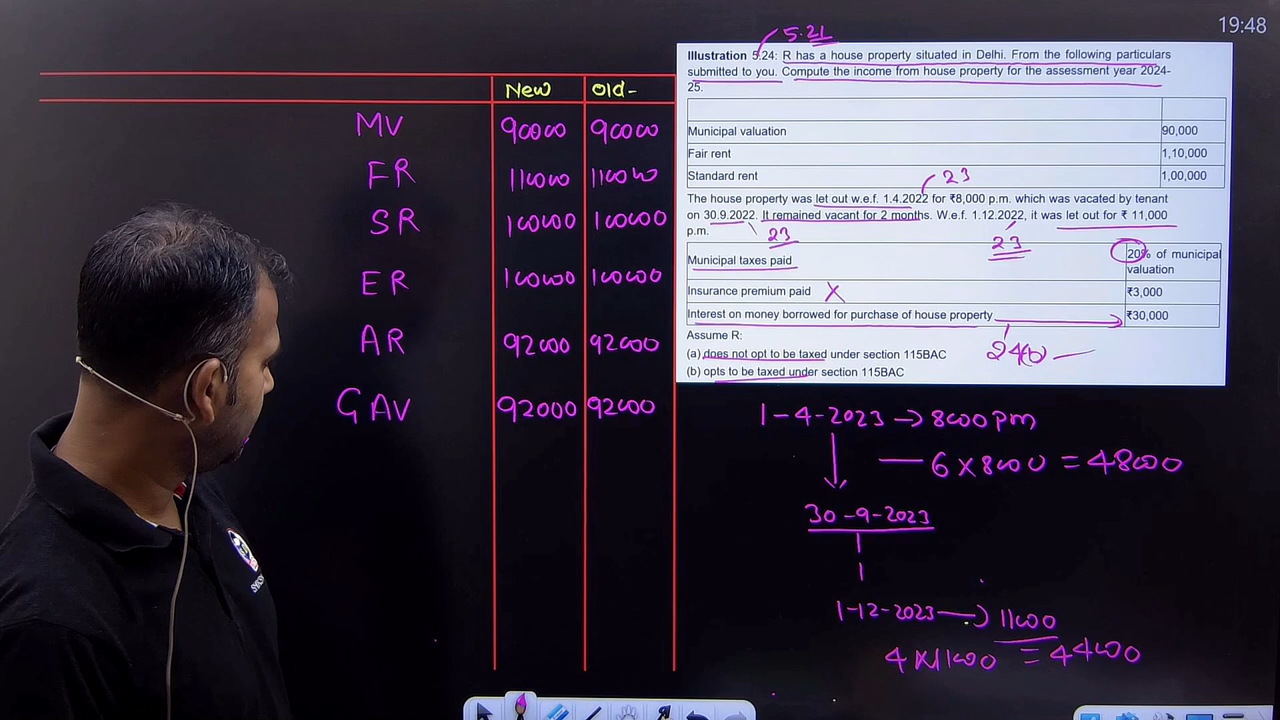 19:48
5.21
Illustration 5.24: R has a house property situated in Delhi. From the following particulars
submitted to you. Compute the income from house property for the assessment year 2024-
25.
Municipal valuation 90,000
Fair rent 1,10,000
Standard rent 1,00,000
23
The house property was let out w.e.f. 1.4.2022 for ₹8,000 p.m. which was vacated by tenant
on 30.9.2022. It remained vacant for 2 months. W.e.f. 1.12.2022, it was let out for ₹ 11,000
p.m.
23 23
Municipal taxes paid 20% of municipal
valuation
Insurance premium paid X ₹3,000
Interest on money borrowed for purchase of house property ₹30,000
Assume R:
(a) does not opt to be taxed under section 115BAC
(b) opts to be taxed under section 115BAC
New Old-
MV 90000 90000
FR 110000 110000
SR 100000 100000
ER 100000 100000
AR 92000 92000
GAV 92000 92000
1-4-2023 → 8000 pm
— 6 X 8000 = 48000
30-9-2023
1-12-2023 → 11000
4 X 11000 = 44000